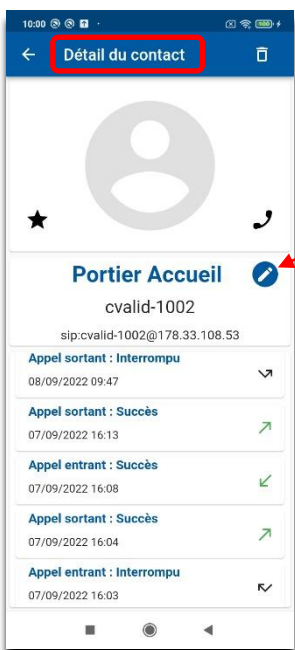 10:00
100
Détail du contact
Portier Accueil
cvalid-1002
sip:cvalid-1002@178.33.108.53
Appel sortant : Interrompu
08/09/2022 09:47
Appel sortant : Succès
07/09/2022 16:13
Appel entrant : Succès
07/09/2022 16:08
Appel sortant : Succès
07/09/2022 16:04
Appel entrant : Interrompu
07/09/2022 16:03